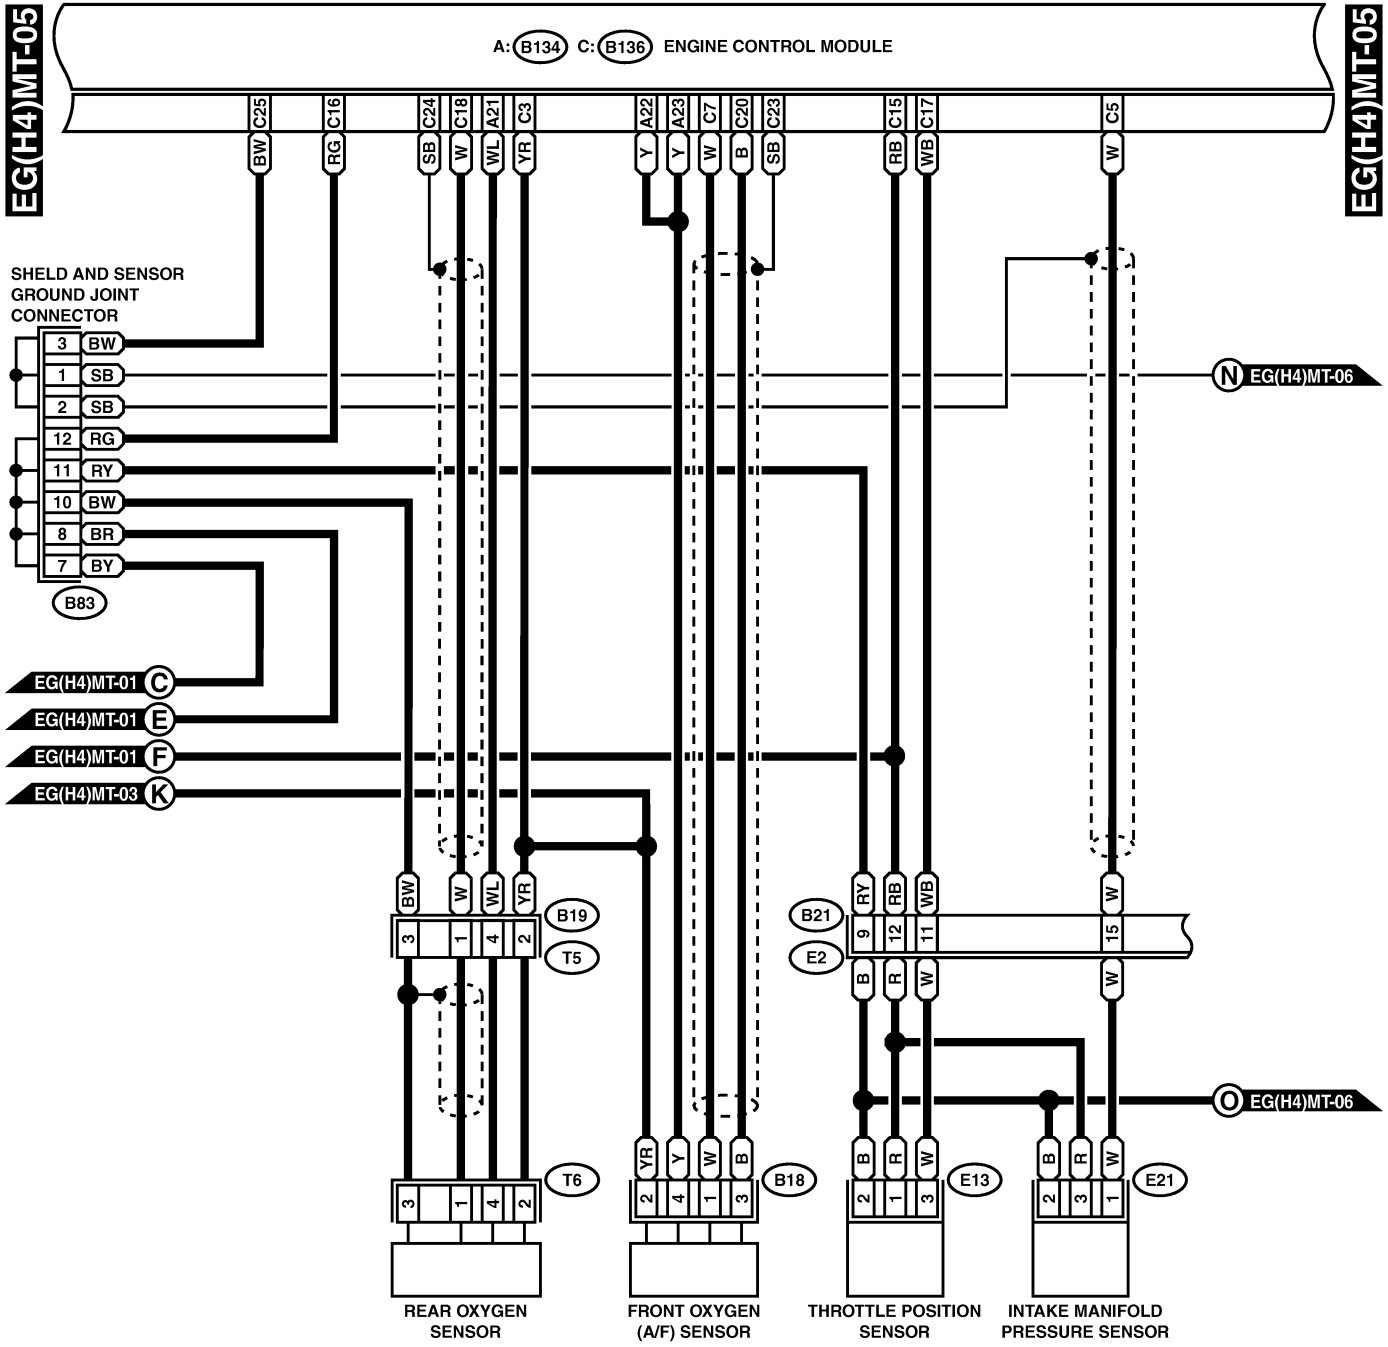 EG(H4)MT-05
A: B134 C: B136 ENGINE CONTROL MODULE
EG(H4)MT-05
C25 C16 C24 C18 A21 C3 A22 A23 C7 C20 C23 C15 C17 C5
BW RG SB W WL YR Y Y W B SB RB WB W
SHELD AND SENSOR
GROUND JOINT
CONNECTOR
3 BW
1 SB
N EG(H4)MT-06
2 SB
12 RG
11 RY
10 BW
8 BR
7 BY
B83
EG(H4)MT-01 C
EG(H4)MT-01 E
EG(H4)MT-01 F
EG(H4)MT-03 K
BW W WL YR RY RB WB W
B19 B21
3 1 4 2 9 12 11 15
T5 E2
B R W W
O EG(H4)MT-06
YR Y W B B R W B R W
T6 B18 E13 E21
3 1 4 2 2 4 1 3 2 1 3 2 3 1
REAR OXYGEN
SENSOR
FRONT OXYGEN
(A/F) SENSOR
THROTTLE POSITION
SENSOR
INTAKE MANIFOLD
PRESSURE SENSOR